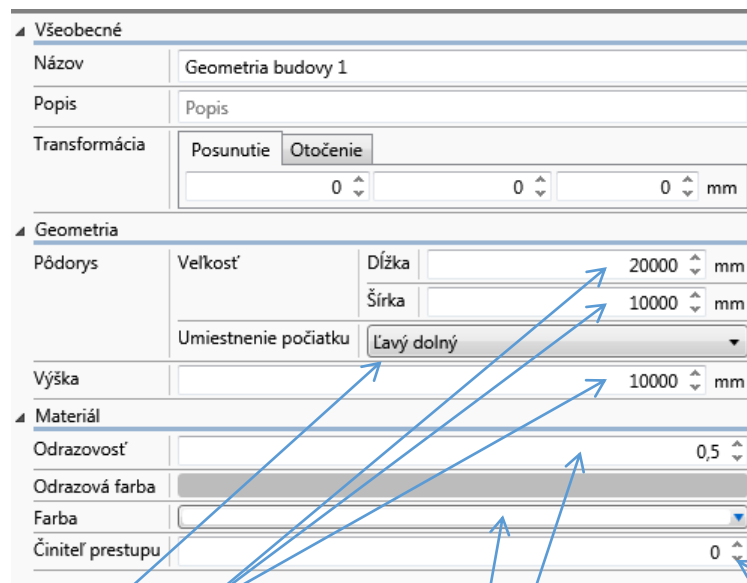 Všeobecné
Názov Geometria budovy 1
Popis Popis
Transformácia Posunutie Otočenie
0 0 0 mm
Geometria
Pôdorys Veľkosť Dĺžka 20000 mm
Šírka 10000 mm
Umiestnenie počiatku Ľavý dolný
Výška 10000 mm
Materiál
Odrazovosť 0,5
Odrazová farba
Farba
Činiteľ prestupu 0